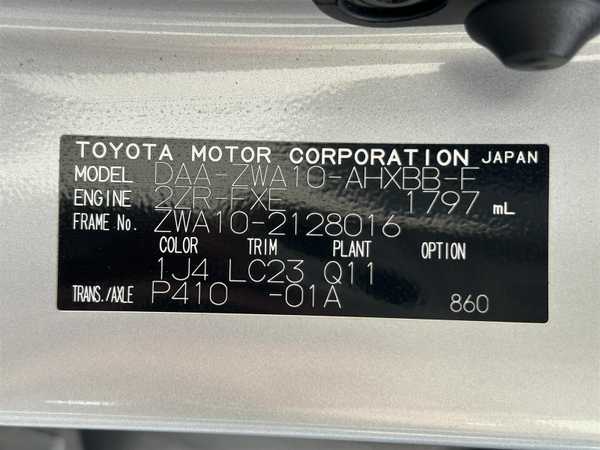 TOYOTA MOTOR CORPORATION JAPAN
MODEL DAA-ZWA10-AHXBB-F
ENGINE 2ZR-FXE 1797 mL
FRAME No. ZWA10-2128016
COLOR TRIM PLANT OPTION
1J4 LC23 Q11
TRANS./AXLE P410 -01A 860